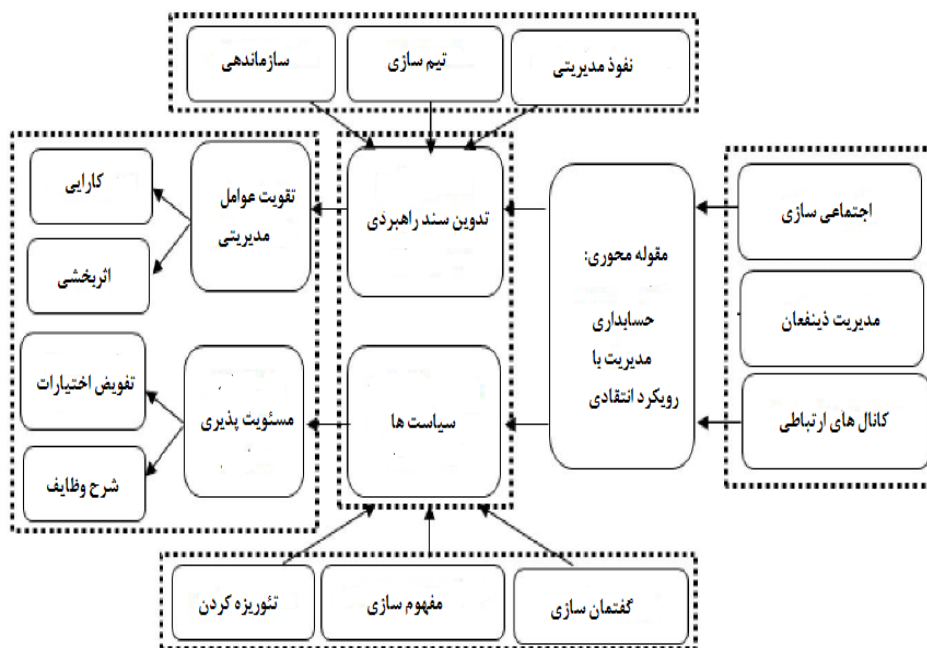 نفوذ مدیریتی
تیم سازی
سازماندهی
اجتماعی سازی
مدیریت ذینفعان
کانال های ارتباطی
مقوله محوری:
حسابداری
مدیریت با
رویکرد انتقادی
تدوین سند راهبردی
سیاست ها
تقویت عوامل
مدیریتی
مسئویت پذیری
کارایی
اثربخشی
تفویض اختیارات
شرح وظایف
گفتمان سازی
مفهوم سازی
تئوریزه کردن